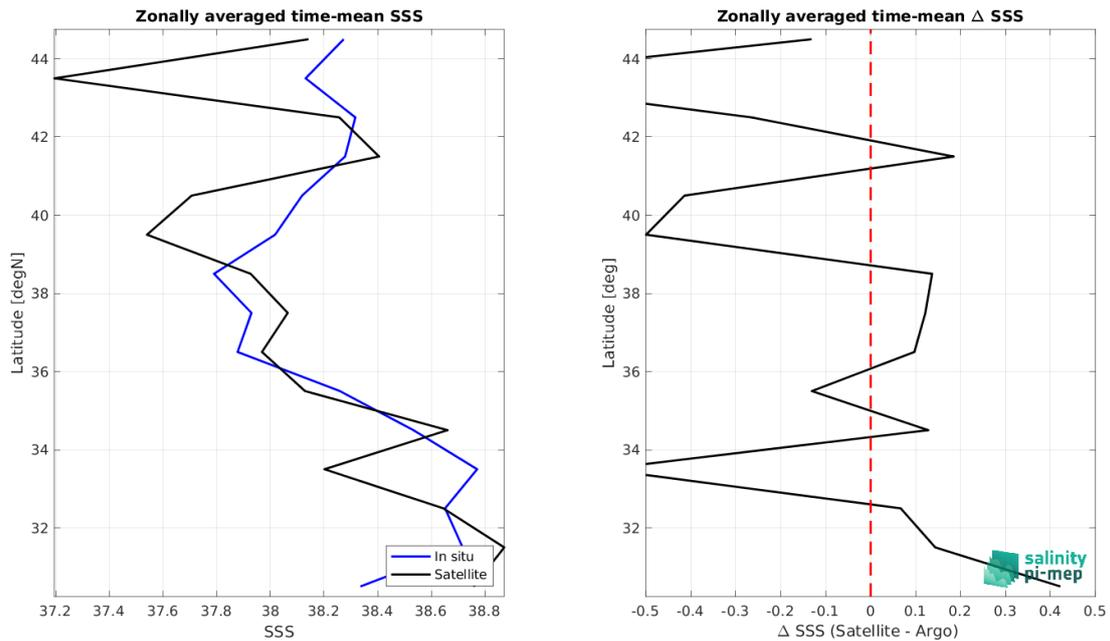 Zonally averaged time-mean SSS
44
42
40
38
36
34
32
Latitude [degN]
In situ
Satellite
37.2 37.4 37.6 37.8 38 38.2 38.4 38.6 38.8
SSS
Zonally averaged time-mean Δ SSS
44
42
40
38
36
34
32
Latitude [deg]
salinity
pi-mep
-0.5 -0.4 -0.3 -0.2 -0.1 0 0.1 0.2 0.3 0.4 0.5
Δ SSS (Satellite - Argo)